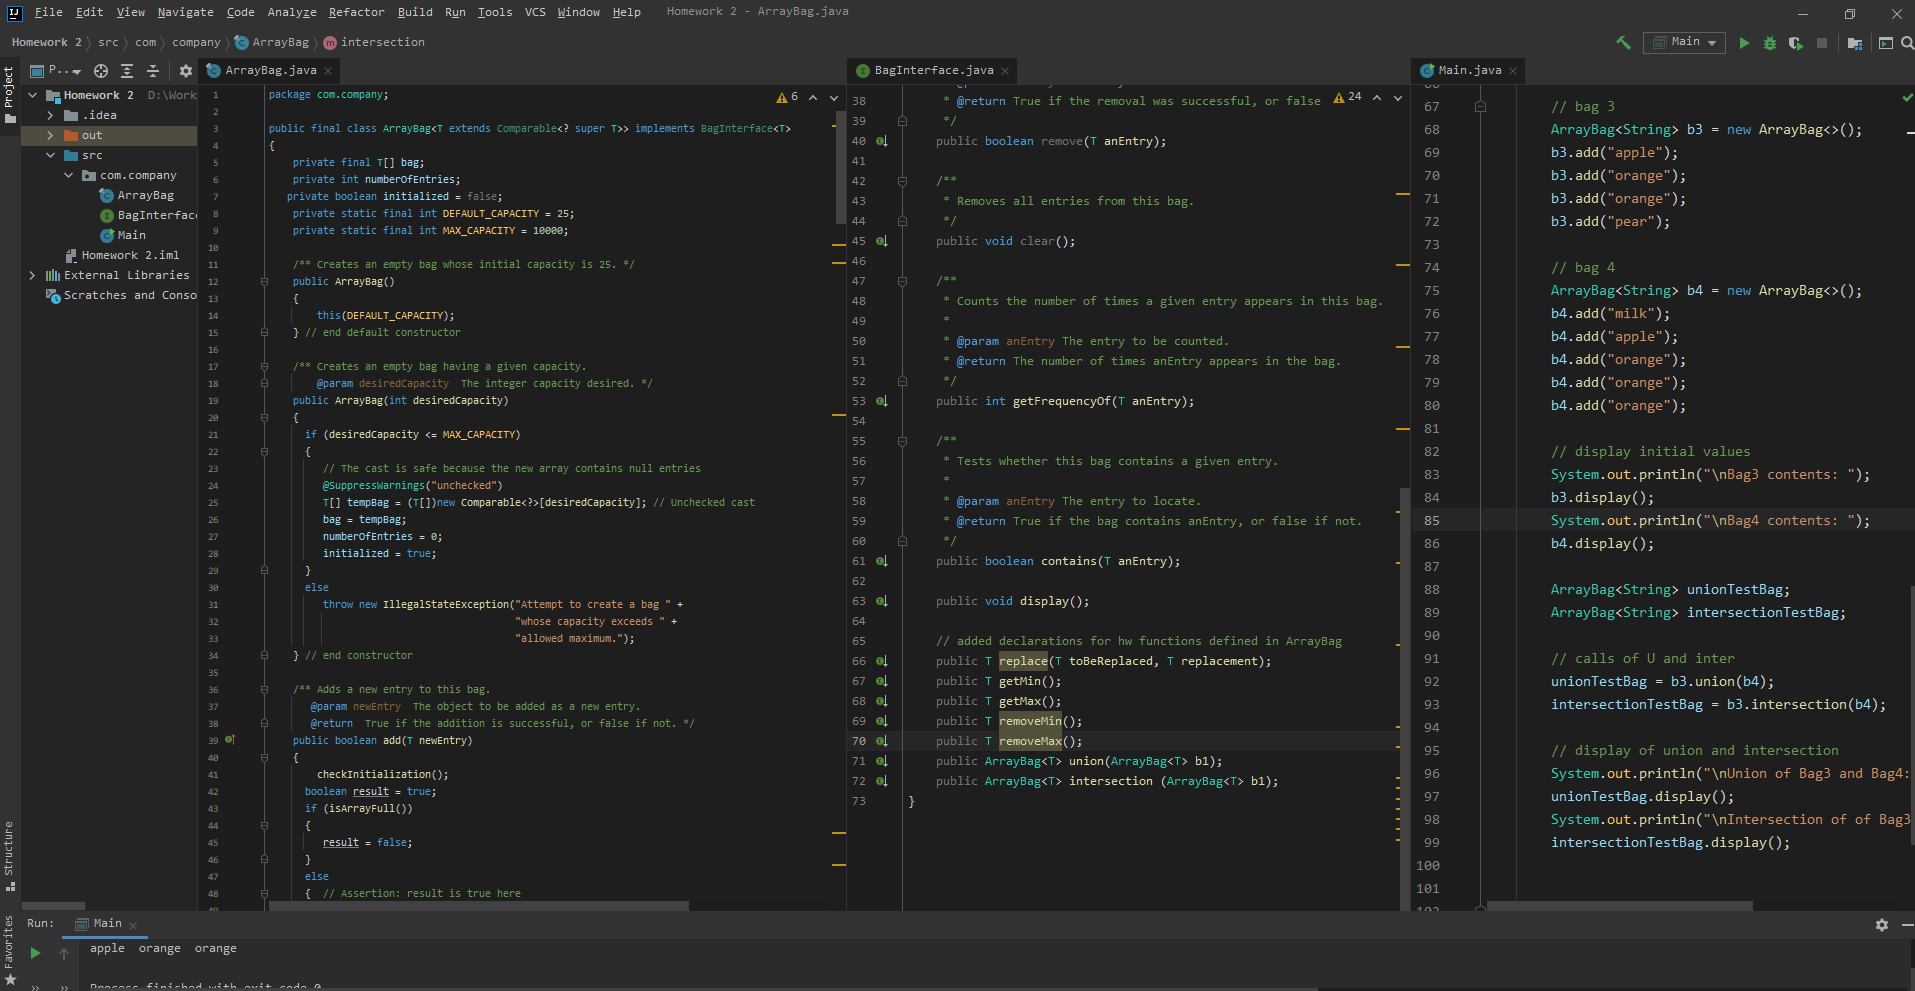 File Edit View Navigate Code Analyze Refactor Build Run Tools VCS Window Help Homework 2 - ArrayBag.java
Homework 2 src com company ArrayBag intersection
Main
Project
P...
Homework 2 D:\Work
.idea
out
src
com.company
ArrayBag
BagInterface
Main
Homework 2.iml
External Libraries
Scratches and Conso
Structure
Favorites
ArrayBag.java
6
1 package com.company;
2
3 public final class ArrayBag<T extends Comparable<? super T>> implements BagInterface<T>
4 {
5 private final T[] bag;
6 private int numberOfEntries;
7 private boolean initialized = false;
8 private static final int DEFAULT_CAPACITY = 25;
9 private static final int MAX_CAPACITY = 10000;
10
11 /** Creates an empty bag whose initial capacity is 25. */
12 public ArrayBag()
13 {
14 this(DEFAULT_CAPACITY);
15 } // end default constructor
16
17 /** Creates an empty bag having a given capacity.
18 @param desiredCapacity The integer capacity desired. */
19 public ArrayBag(int desiredCapacity)
20 {
21 if (desiredCapacity <= MAX_CAPACITY)
22 {
23 // The cast is safe because the new array contains null entries
24 @SuppressWarnings("unchecked")
25 T[] tempBag = (T[])new Comparable<?>[desiredCapacity]; // Unchecked cast
26 bag = tempBag;
27 numberOfEntries = 0;
28 initialized = true;
29 }
30 else
31 throw new IllegalStateException("Attempt to create a bag " +
32 "whose capacity exceeds " +
33 "allowed maximum.");
34 } // end constructor
35
36 /** Adds a new entry to this bag.
37 @param newEntry The object to be added as a new entry.
38 @return True if the addition is successful, or false if not. */
39 public boolean add(T newEntry)
40 {
41 checkInitialization();
42 boolean result = true;
43 if (isArrayFull())
44 {
45 result = false;
46 }
47 else
48 { // Assertion: result is true here
BagInterface.java
24
38 * @return True if the removal was successful, or false
39 */
40 public boolean remove(T anEntry);
41
42 /**
43 * Removes all entries from this bag.
44 */
45 public void clear();
46
47 /**
48 * Counts the number of times a given entry appears in this bag.
49 *
50 * @param anEntry The entry to be counted.
51 * @return The number of times anEntry appears in the bag.
52 */
53 public int getFrequencyOf(T anEntry);
54
55 /**
56 * Tests whether this bag contains a given entry.
57 *
58 * @param anEntry The entry to locate.
59 * @return True if the bag contains anEntry, or false if not.
60 */
61 public boolean contains(T anEntry);
62
63 public void display();
64
65 // added declarations for hw functions defined in ArrayBag
66 public T replace(T toBeReplaced, T replacement);
67 public T getMin();
68 public T getMax();
69 public T removeMin();
70 public T removeMax();
71 public ArrayBag<T> union(ArrayBag<T> b1);
72 public ArrayBag<T> intersection (ArrayBag<T> b1);
73 }
Main.java
67 // bag 3
68 ArrayBag<String> b3 = new ArrayBag<>();
69 b3.add("apple");
70 b3.add("orange");
71 b3.add("orange");
72 b3.add("pear");
73
74 // bag 4
75 ArrayBag<String> b4 = new ArrayBag<>();
76 b4.add("milk");
77 b4.add("apple");
78 b4.add("orange");
79 b4.add("orange");
80 b4.add("orange");
81
82 // display initial values
83 System.out.println("\nBag3 contents: ");
84 b3.display();
85 System.out.println("\nBag4 contents: ");
86 b4.display();
87
88 ArrayBag<String> unionTestBag;
89 ArrayBag<String> intersectionTestBag;
90
91 // calls of U and inter
92 unionTestBag = b3.union(b4);
93 intersectionTestBag = b3.intersection(b4);
94
95 // display of union and intersection
96 System.out.println("\nUnion of Bag3 and Bag4:
97 unionTestBag.display();
98 System.out.println("\nIntersection of of Bag3
99 intersectionTestBag.display();
100
101
Run: Main
apple orange orange
Process finished with exit code 0